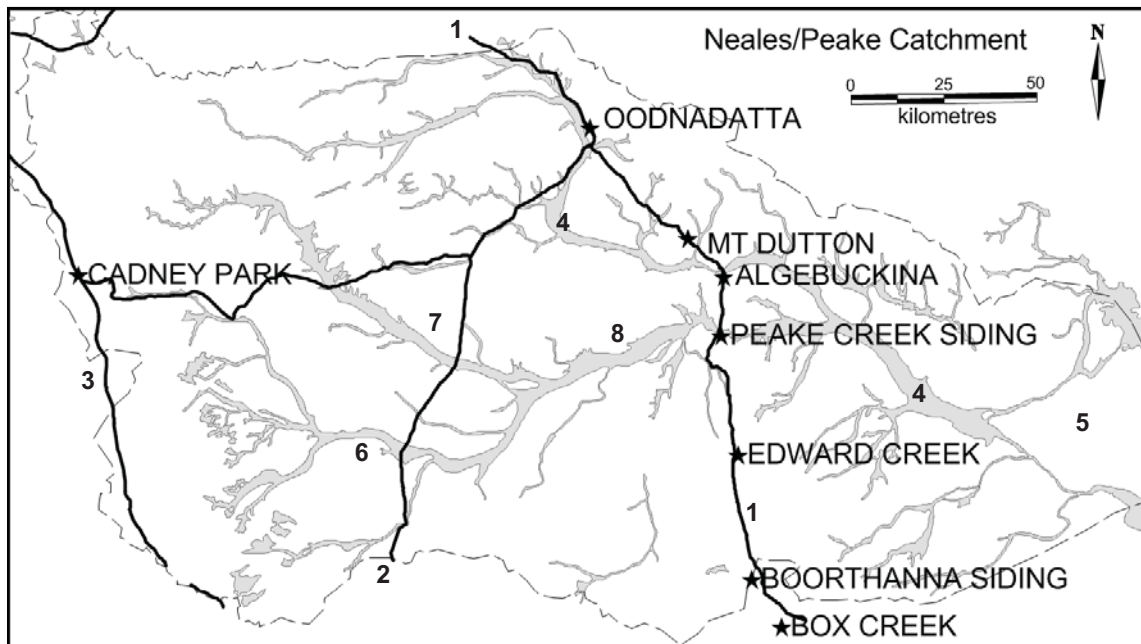 1
Neales/Peake Catchment
N
0 25 50
kilometres
OODNADATTA
4
MT DUTTON
CADNEY PARK
ALGEBUCKINA
7
8
PEAKE CREEK SIDING
3
4
5
6
EDWARD CREEK
1
2
BOORTHANNA SIDING
BOX CREEK